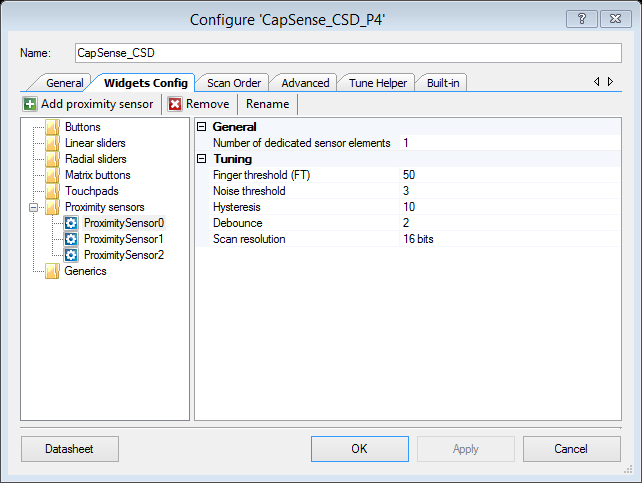 Configure 'CapSense_CSD_P4'
?
Name: CapSense_CSD
General Widgets Config Scan Order Advanced Tune Helper Built-in
Add proximity sensor Remove Rename
Buttons
Linear sliders
Radial sliders
Matrix buttons
Touchpads
Proximity sensors
ProximitySensor0
ProximitySensor1
ProximitySensor2
Generics
General
Number of dedicated sensor elements 1
Tuning
Finger threshold (FT) 50
Noise threshold 3
Hysteresis 10
Debounce 2
Scan resolution 16 bits
Datasheet OK Apply Cancel